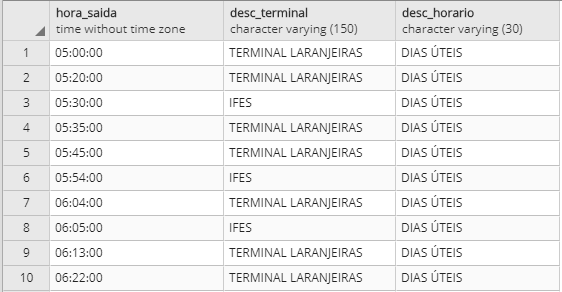 hora_saida desc_terminal desc_horario
time without time zone character varying (150) character varying (30)
1 05:00:00 TERMINAL LARANJEIRAS DIAS ÚTEIS
2 05:20:00 TERMINAL LARANJEIRAS DIAS ÚTEIS
3 05:30:00 IFES DIAS ÚTEIS
4 05:35:00 TERMINAL LARANJEIRAS DIAS ÚTEIS
5 05:45:00 TERMINAL LARANJEIRAS DIAS ÚTEIS
6 05:54:00 IFES DIAS ÚTEIS
7 06:04:00 TERMINAL LARANJEIRAS DIAS ÚTEIS
8 06:05:00 IFES DIAS ÚTEIS
9 06:13:00 TERMINAL LARANJEIRAS DIAS ÚTEIS
10 06:22:00 TERMINAL LARANJEIRAS DIAS ÚTEIS